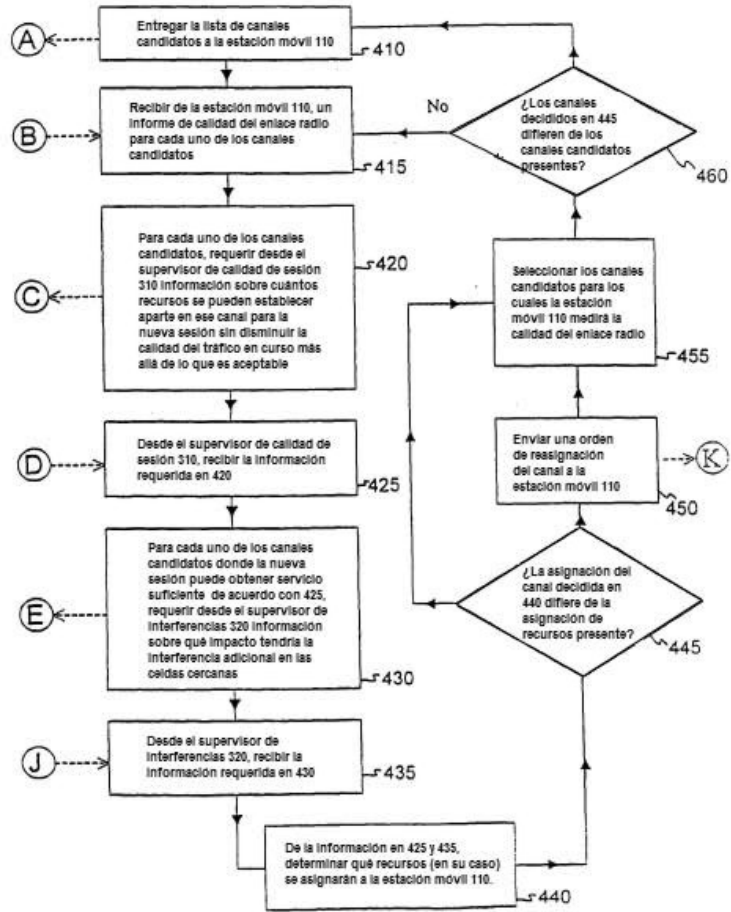 A
Entregar la lista de canales
candidatos a la estación móvil 110
410
B
Recibir de la estación móvil 110, un
informe de calidad del enlace radio
para cada uno de los canales
candidatos
415
C
Para cada uno de los canales
candidatos, requerir desde el
supervisor de calidad de sesión
310 información sobre cuántos
recursos se pueden establecer
aparte en ese canal para la
nueva sesión sin disminuir la
calidad del tráfico en curso más
allá de lo que es aceptable
420
D
Desde el supervisor de calidad de
sesión 310, recibir la información
requerida en 420
425
E
Para cada uno de los canales
candidatos donde la nueva
sesión puede obtener servicio
suficiente de acuerdo con 425,
requerir desde el supervisor de
interferencias 320 información
sobre qué impacto tendría la
interferencia adicional en las
celdas cercanas
430
J
Desde el supervisor de
interferencias 320, recibir la
información requerida en 430
435
De la información en 425 y 435,
determinar qué recursos (en su caso)
se asignarán a la estación móvil 110.
440
¿La asignación del
canal decidida en
440 difiere de la
asignación de
recursos presente?
445
Enviar una orden
de reasignación
del canal a la
estación móvil 110
450
K
Seleccionar los canales
candidatos para los
cuales la estación
móvil 110 medirá la
calidad del enlace radio
455
¿Los canales
decididos en 445
difieren de los
canales candidatos
presentes?
460
No